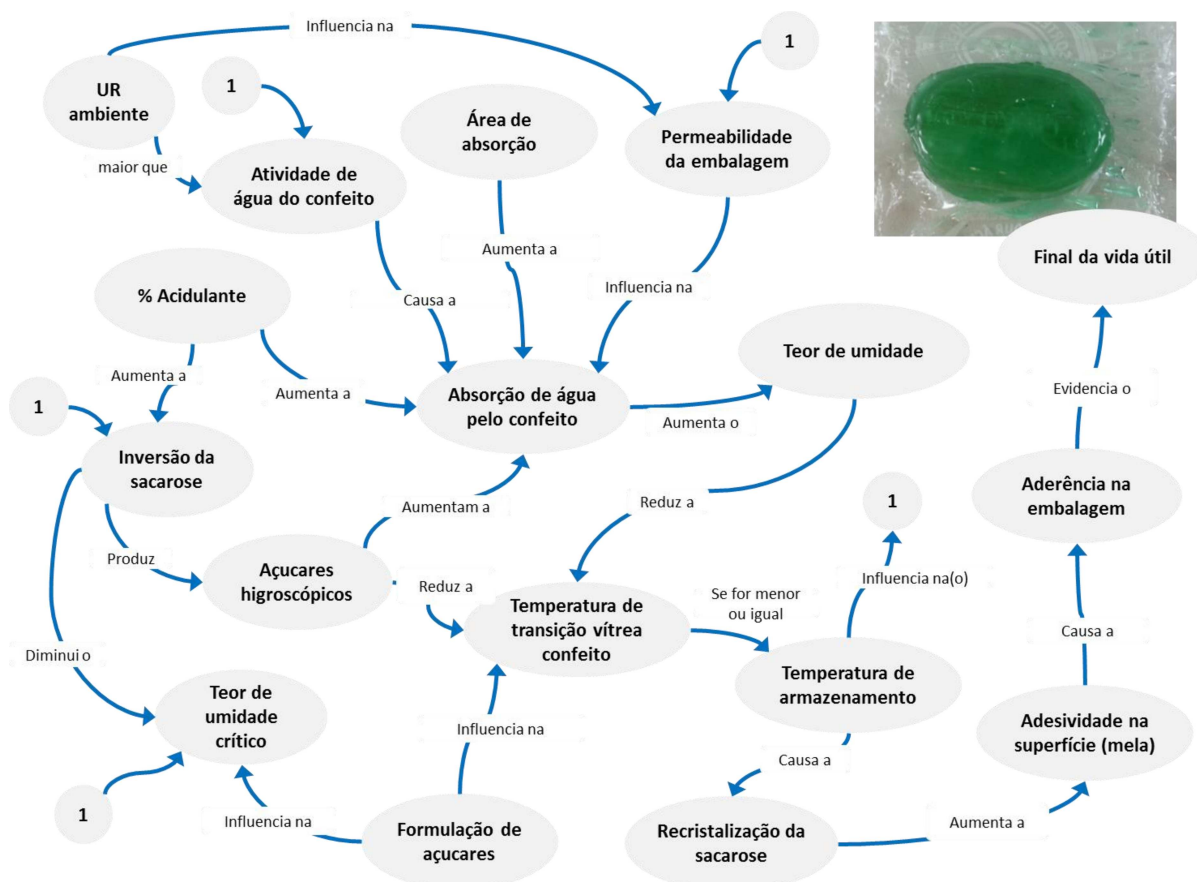 Influencia na
1
UR
ambiente
1
Área de
absorção
Permeabilidade
da embalagem
maior que
Atividade de
água do confeito
Final da vida útil
Aumenta a
% Acidulante
Causa a
Influencia na
Teor de umidade
Aumenta a
Aumenta a
Absorção de água
pelo confeito
Aumenta o
Evidencia o
1
Inversão da
sacarose
Aderência na
embalagem
Aumentam a
Reduz a
1
Produz
Açucares
higroscópicos
Reduz a
Temperatura de
transição vítrea
confeito
Se for menor
ou igual
Influencia na(o)
Causa a
Diminui o
Teor de
umidade
crítico
Temperatura de
armazenamento
Adesividade na
superfície (mela)
Influencia na
Causa a
1
Influencia na
Formulação de
açucares
Recristalização da
sacarose
Aumenta a